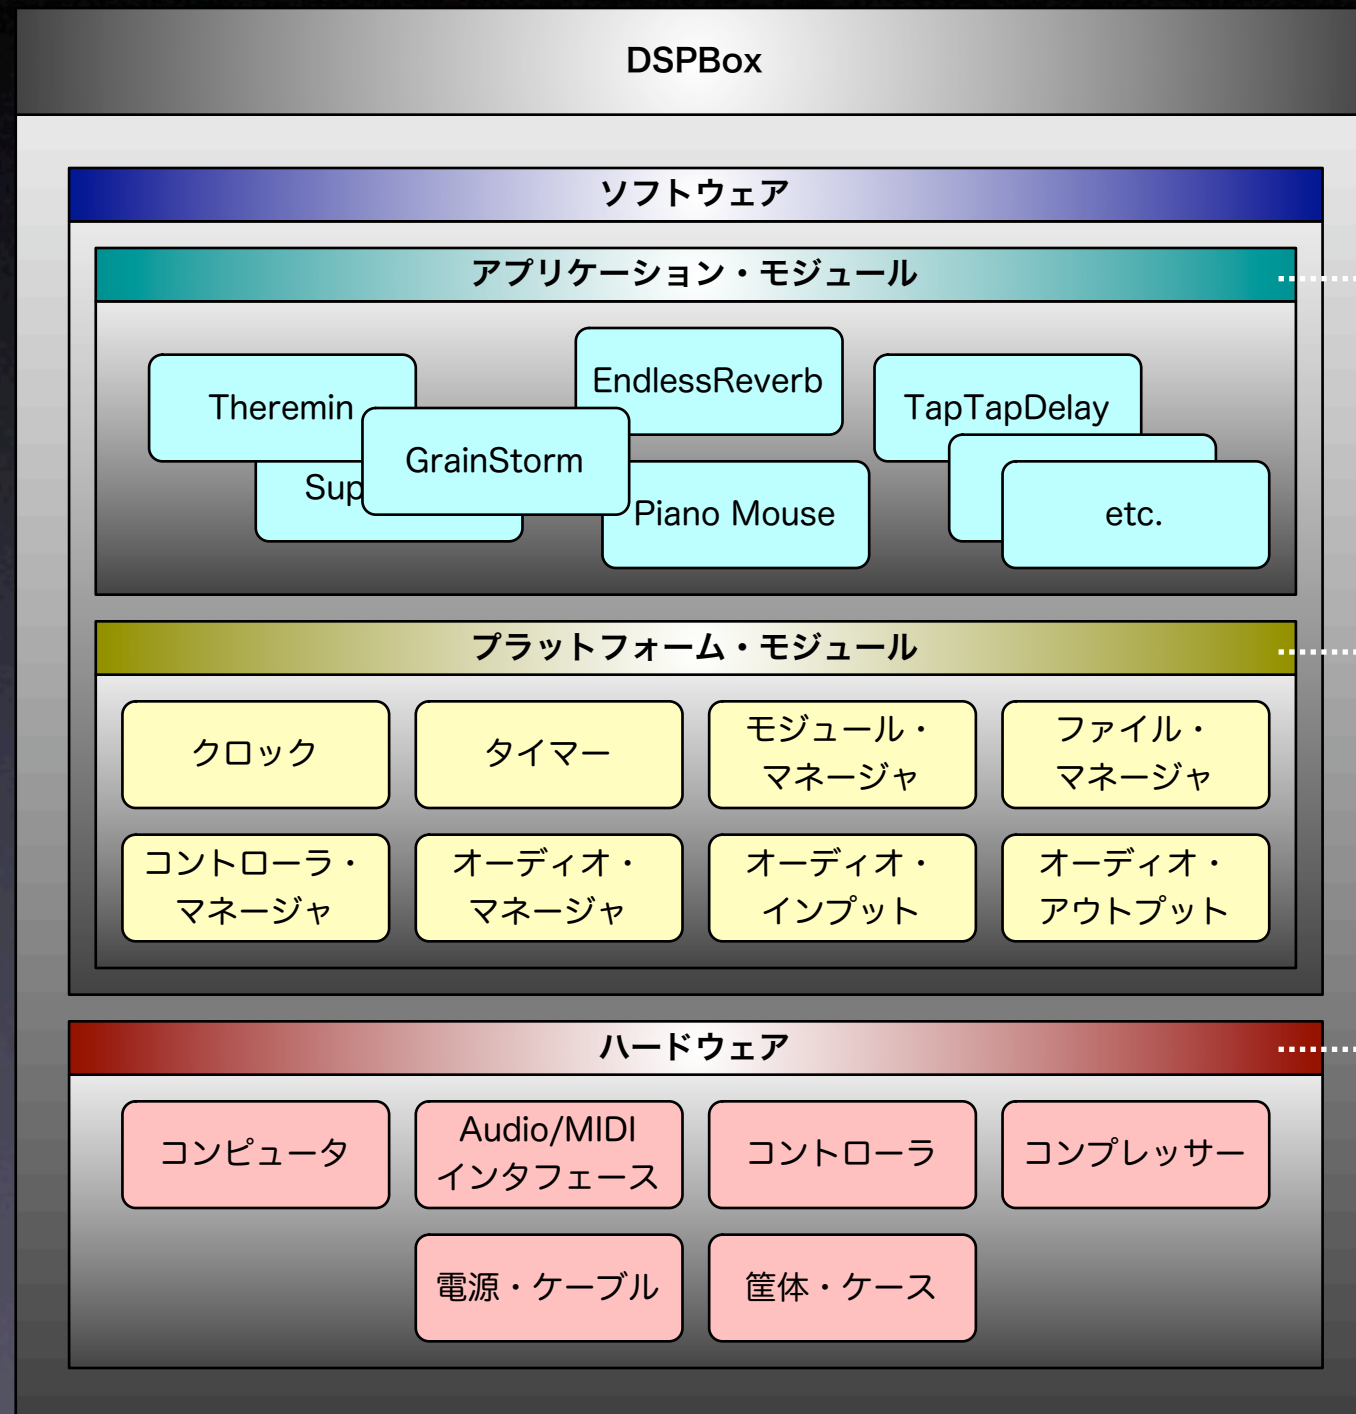 DSPBox
ソフトウェア
アプリケーション・モジュール
Theremin
EndlessReverb
TapTapDelay
GrainStorm
Piano Mouse
etc.
プラットフォーム・モジュール
クロック
タイマー
モジュール・
マネージャ
ファイル・
マネージャ
コントローラ・
マネージャ
オーディオ・
マネージャ
オーディオ・
インプット
オーディオ・
アウトプット
ハードウェア
コンピュータ
Audio/MIDI
インタフェース
コントローラ
コンプレッサー
電源・ケーブル
筐体・ケース